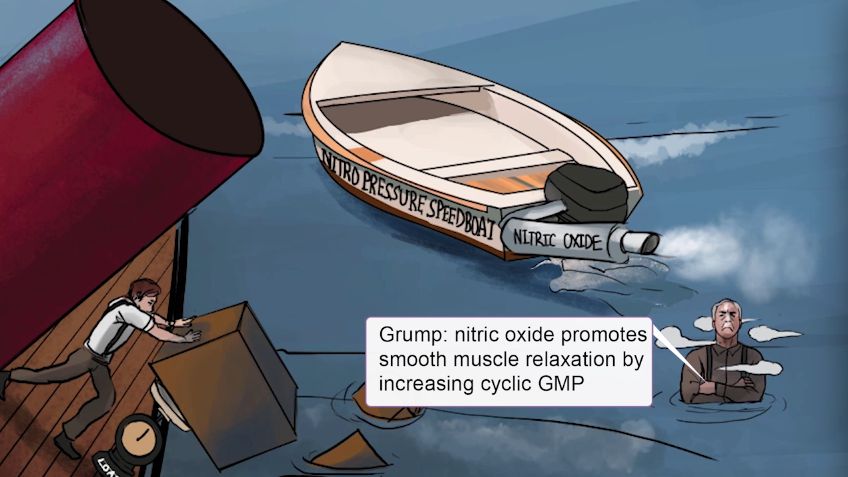 NITRO PRESSURE SPEEDBOAT
NITRIC OXIDE
Grump: nitric oxide promotes
smooth muscle relaxation by
increasing cyclic GMP